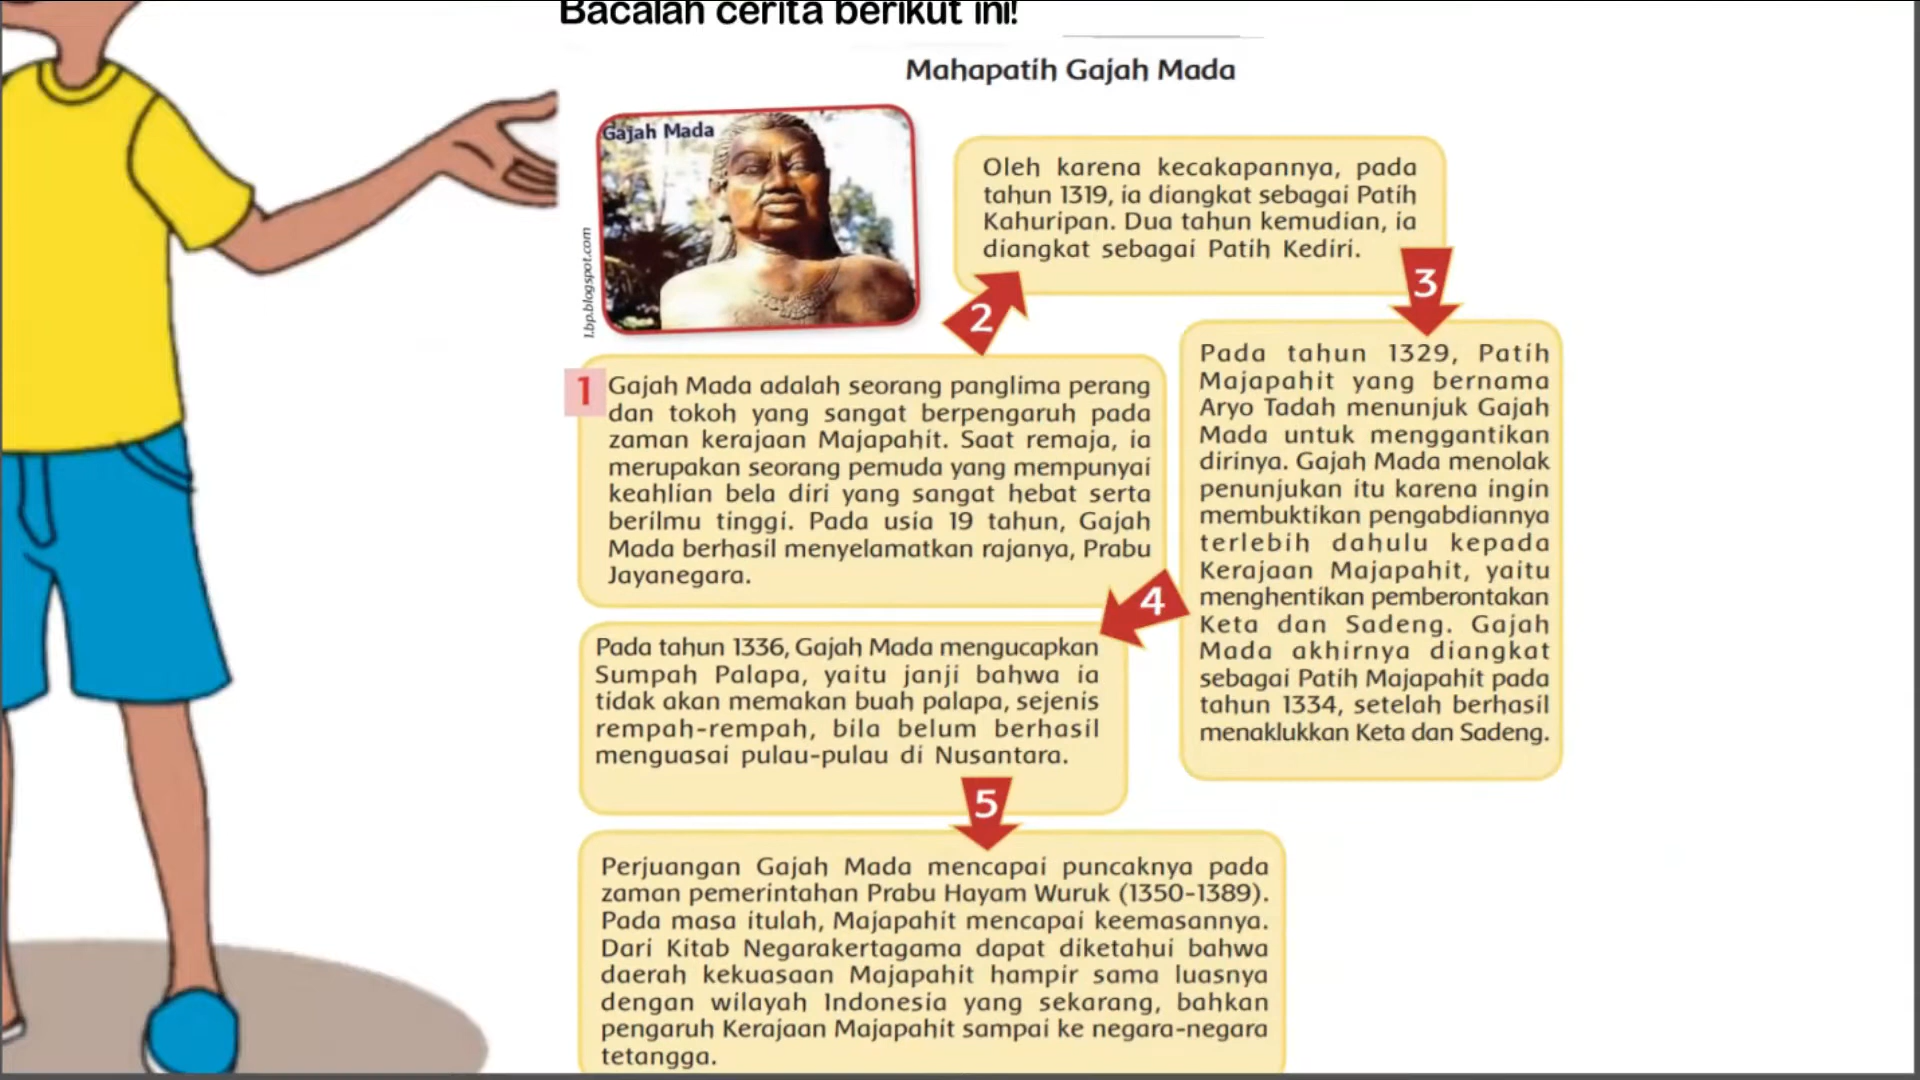 Bacalah cerita berikut ini!
Mahapatih Gajah Mada
Gajah Mada
1.bp.blogspot.com
1
Gajah Mada adalah seorang panglima perang
dan tokoh yang sangat berpengaruh pada
zaman kerajaan Majapahit. Saat remaja, ia
merupakan seorang pemuda yang mempunyai
keahlian bela diri yang sangat hebat serta
berilmu tinggi. Pada usia 19 tahun, Gajah
Mada berhasil menyelamatkan rajanya, Prabu
Jayanegara.
2
Oleh karena kecakapannya, pada
tahun 1319, ia diangkat sebagai Patih
Kahuripan. Dua tahun kemudian, ia
diangkat sebagai Patih Kediri.
3
Pada tahun 1329, Patih
Majapahit yang bernama
Aryo Tadah menunjuk Gajah
Mada untuk menggantikan
dirinya. Gajah Mada menolak
penunjukan itu karena ingin
membuktikan pengabdiannya
terlebih dahulu kepada
Kerajaan Majapahit, yaitu
menghentikan pemberontakan
Keta dan Sadeng. Gajah
Mada akhirnya diangkat
sebagai Patih Majapahit pada
tahun 1334, setelah berhasil
menaklukkan Keta dan Sadeng.
4
Pada tahun 1336, Gajah Mada mengucapkan
Sumpah Palapa, yaitu janji bahwa ia
tidak akan memakan buah palapa, sejenis
rempah-rempah, bila belum berhasil
menguasai pulau-pulau di Nusantara.
5
Perjuangan Gajah Mada mencapai puncaknya pada
zaman pemerintahan Prabu Hayam Wuruk (1350-1389).
Pada masa itulah, Majapahit mencapai keemasannya.
Dari Kitab Negarakertagama dapat diketahui bahwa
daerah kekuasaan Majapahit hampir sama luasnya
dengan wilayah Indonesia yang sekarang, bahkan
pengaruh Kerajaan Majapahit sampai ke negara-negara
tetangga.